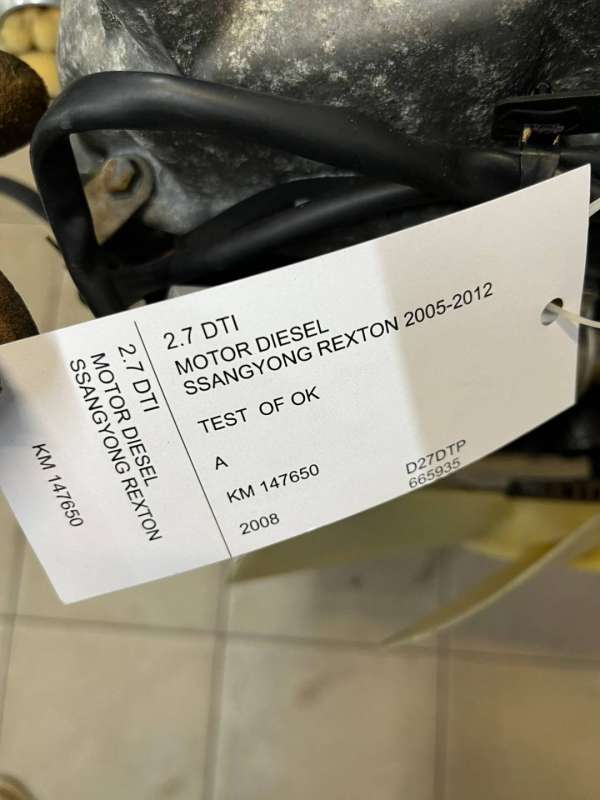 2.7 DTI
MOTOR DIESEL
SSANGYONG REXTON
KM 147650
2.7 DTI
MOTOR DIESEL
SSANGYONG REXTON 2005-2012
TEST OF OK
A
KM 147650
2008
D27DTP
665935